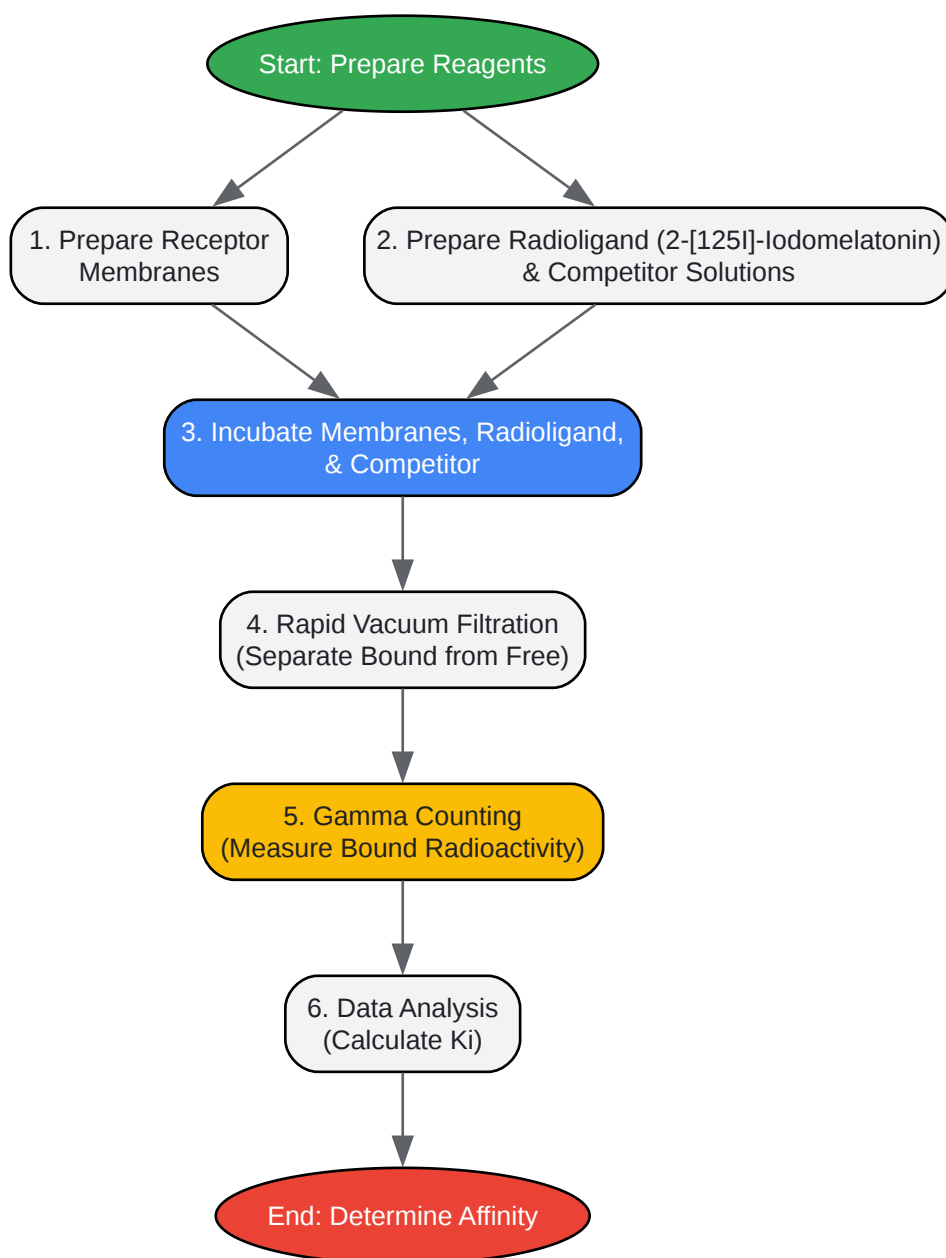 Start: Prepare Reagents
1. Prepare Receptor
Membranes
2. Prepare Radioligand (2-[125I]-Iodomelatonin)
& Competitor Solutions
3. Incubate Membranes, Radioligand,
& Competitor
4. Rapid Vacuum Filtration
(Separate Bound from Free)
5. Gamma Counting
(Measure Bound Radioactivity)
6. Data Analysis
(Calculate Ki)
End: Determine Affinity